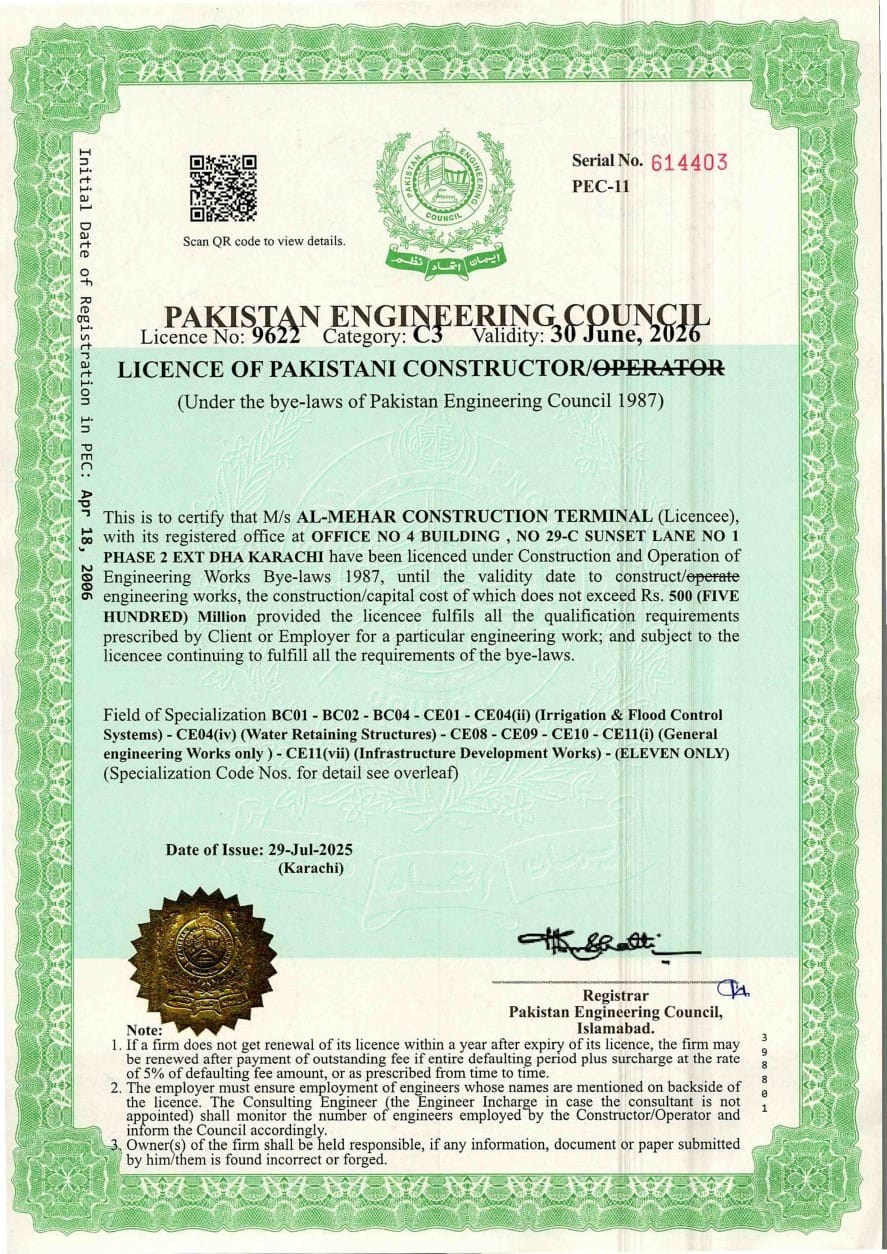 Initial Date of Registration in PEC: Apr 18, 2006
Scan QR code to view details.
PAKISTAN ENGINEERING
COUNCIL
ایمان اتحاد نظم
Serial No. 614403
PEC-11
PAKISTAN ENGINEERING COUNCIL
Licence No: 9622 Category: C3 Validity: 30 June, 2026
LICENCE OF PAKISTANI CONSTRUCTOR/OPERATOR
(Under the bye-laws of Pakistan Engineering Council 1987)
This is to certify that M/s AL-MEHAR CONSTRUCTION TERMINAL (Licencee),
with its registered office at OFFICE NO 4 BUILDING , NO 29-C SUNSET LANE NO 1
PHASE 2 EXT DHA KARACHI have been licenced under Construction and Operation of
Engineering Works Bye-laws 1987, until the validity date to construct/operate
engineering works, the construction/capital cost of which does not exceed Rs. 500 (FIVE
HUNDRED) Million provided the licencee fulfils all the qualification requirements
prescribed by Client or Employer for a particular engineering work; and subject to the
licencee continuing to fulfill all the requirements of the bye-laws.
Field of Specialization BC01 - BC02 - BC04 - CE01 - CE04(ii) (Irrigation & Flood Control
Systems) - CE04(iv) (Water Retaining Structures) - CE08 - CE09 - CE10 - CE11(i) (General
engineering Works only ) - CE11(vii) (Infrastructure Development Works) - (ELEVEN ONLY)
(Specialization Code Nos. for detail see overleaf)
Date of Issue: 29-Jul-2025
(Karachi)
Registrar
Pakistan Engineering Council,
Islamabad.
Note:
1. If a firm does not get renewal of its licence within a year after expiry of its licence, the firm may
be renewed after payment of outstanding fee if entire defaulting period plus surcharge at the rate
of 5% of defaulting fee amount, or as prescribed from time to time.
2. The employer must ensure employment of engineers whose names are mentioned on backside of
the licence. The Consulting Engineer (the Engineer Incharge in case the consultant is not
appointed) shall monitor the number of engineers employed by the Constructor/Operator and
inform the Council accordingly.
3. Owner(s) of the firm shall be held responsible, if any information, document or paper submitted
by him/them is found incorrect or forged.
398801